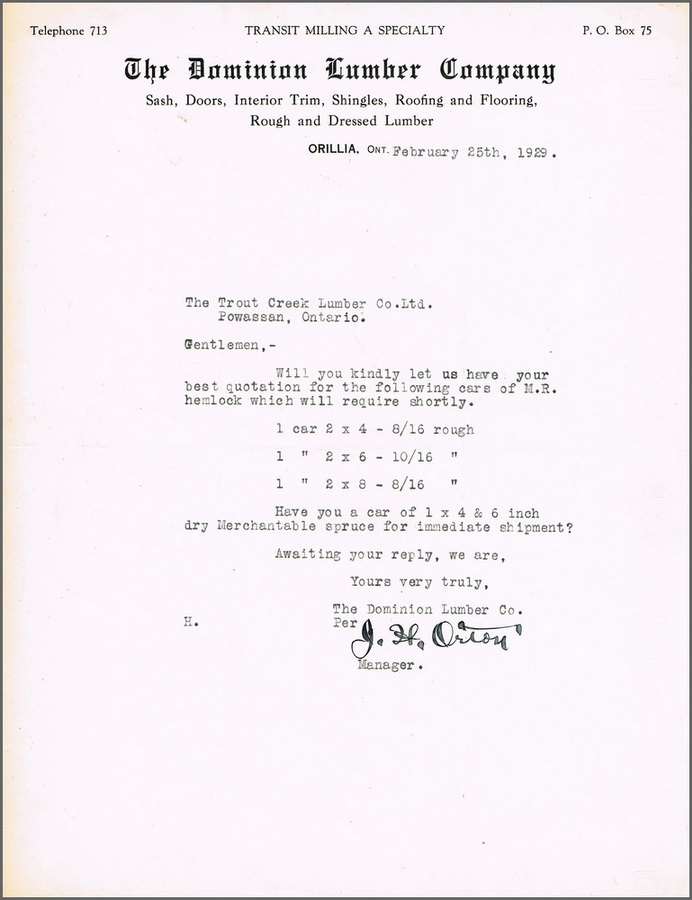 Telephone 713 TRANSIT MILLING A SPECIALTY P. O. Box 75
The Dominion Lumber Company
Sash, Doors, Interior Trim, Shingles, Roofing and Flooring,
Rough and Dressed Lumber
ORILLIA, ONT. February 25th, 1929.
The Trout Creek Lumber Co.Ltd.
Powassan, Ontario.
Gentlemen,-
Will you kindly let us have your
best quotation for the following cars of M.R.
hemlock which will require shortly.
1 car 2 x 4 - 8/16 rough
1 " 2 x 6 - 10/16 "
1 " 2 x 8 - 8/16 "
Have you a car of 1 x 4 & 6 inch
dry Merchantable spruce for immediate shipment?
Awaiting your reply, we are,
Yours very truly,
The Dominion Lumber Co.
H. Per J. H. Orton
Manager.